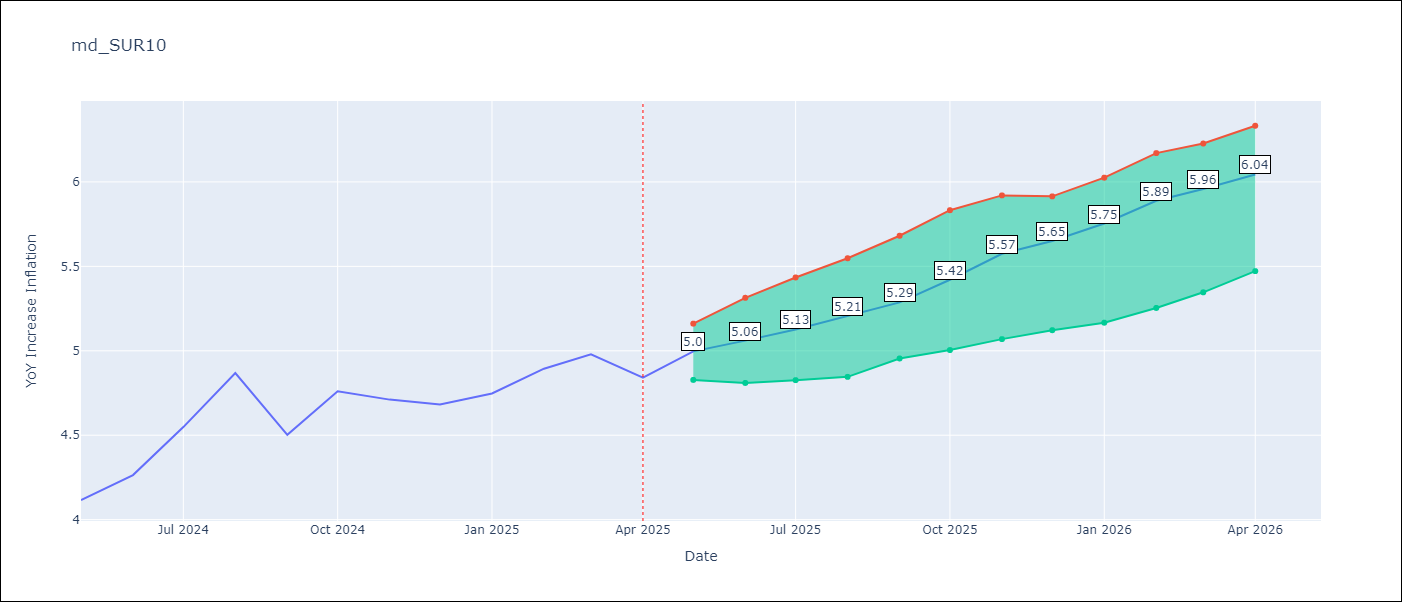 md_SUR10
YoY Increase Inflation
6
5.5
5
4.5
4
5.0
5.06
5.13
5.21
5.29
5.42
5.57
5.65
5.75
5.89
5.96
6.04
Jul 2024
Oct 2024
Jan 2025
Apr 2025
Jul 2025
Oct 2025
Jan 2026
Apr 2026
Date